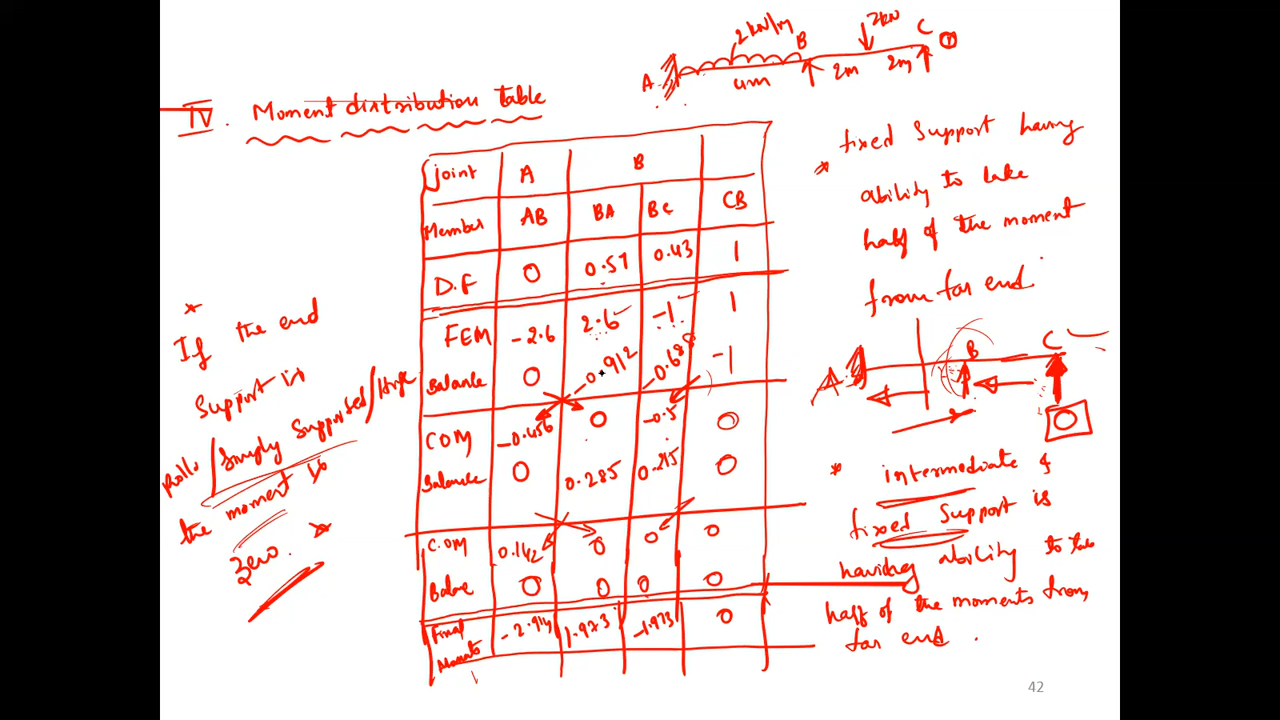 2kN/m
2kN
A
B
C
4m
2m
2m
IV. Moment distribution table
Joint A B
Member AB BA BC CB
D.F 0 0.57 0.43 1
FEM -2.6 2.6 -1 1
Balance 0 -0.912 -0.688 -1
COM -0.456 0 -0.5 0
Balance 0 0.285 0.215 0
COM 0.142 0 0 0
Balance 0 0 0 0
Final Moments -2.914 1.973 -1.973 0
* If the end
Support is
roller/Simply Supported/Hinge
the moment is
Zero. *
* fixed Support having
ability to take
half of the moment
from far end.
A B C
0
* intermediate &
fixed Support is
having ability to take
half of the moments from
far end.
42